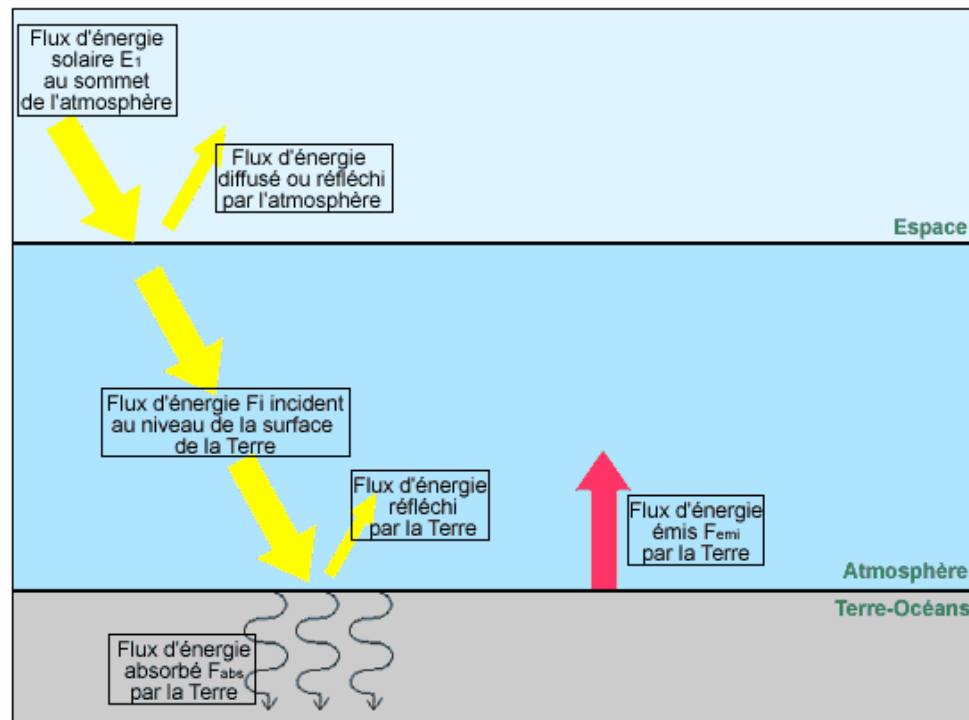 Flux d'énergie
solaire E₁
au sommet
de l'atmosphère
Flux d'énergie
diffusé ou réfléchi
par l'atmosphère
Espace
Flux d'énergie Fi incident
au niveau de la surface
de la Terre
Flux d'énergie
réfléchi
par la Terre
Flux d'énergie
émis Fₑₘᵢ
par la Terre
Atmosphère
Terre-Océans
Flux d'énergie
absorbé Fabs
par la Terre